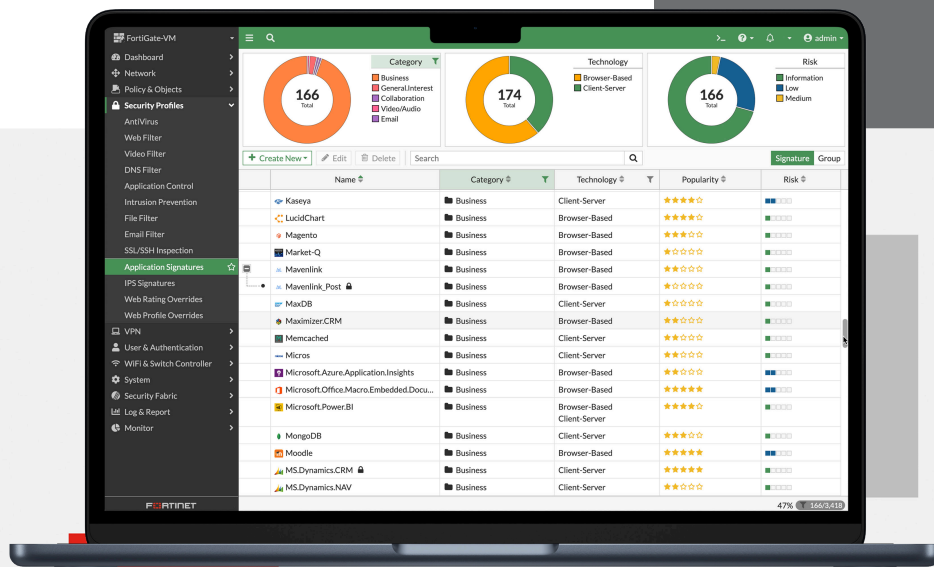 FortiGate-VM
admin
Dashboard
Network
Policy & Objects
Security Profiles
AntiVirus
Web Filter
Video Filter
DNS Filter
Application Control
Intrusion Prevention
File Filter
Email Filter
SSL/SSH Inspection
Application Signatures
IPS Signatures
Web Rating Overrides
Web Profile Overrides
VPN
User & Authentication
WiFi & Switch Controller
System
Security Fabric
Log & Report
Monitor
FORTINET
166
Total
Category
Business
General.Interest
Collaboration
Video/Audio
Email
174
Total
Technology
Browser-Based
Client-Server
166
Total
Risk
Information
Low
Medium
+ Create New Edit Delete Search Signature Group
Name Category Technology Popularity Risk
Kaseya Business Client-Server
LucidChart Business Browser-Based
Magento Business Browser-Based
Market-Q Business Browser-Based
Mavenlink Business Browser-Based
Mavenlink_Post Business Browser-Based
MaxDB Business Client-Server
Maximizer.CRM Business Browser-Based
Memcached Business Client-Server
Micros Business Client-Server
Microsoft.Azure.Application.Insights Business Browser-Based
Microsoft.Office.Macro.Embedded.Docu... Business Browser-Based
Microsoft.Power.BI Business Browser-Based
Client-Server
MongoDB Business Client-Server
Moodle Business Browser-Based
MS.Dynamics.CRM Business Client-Server
MS.Dynamics.NAV Business Client-Server
47% 166/3,418